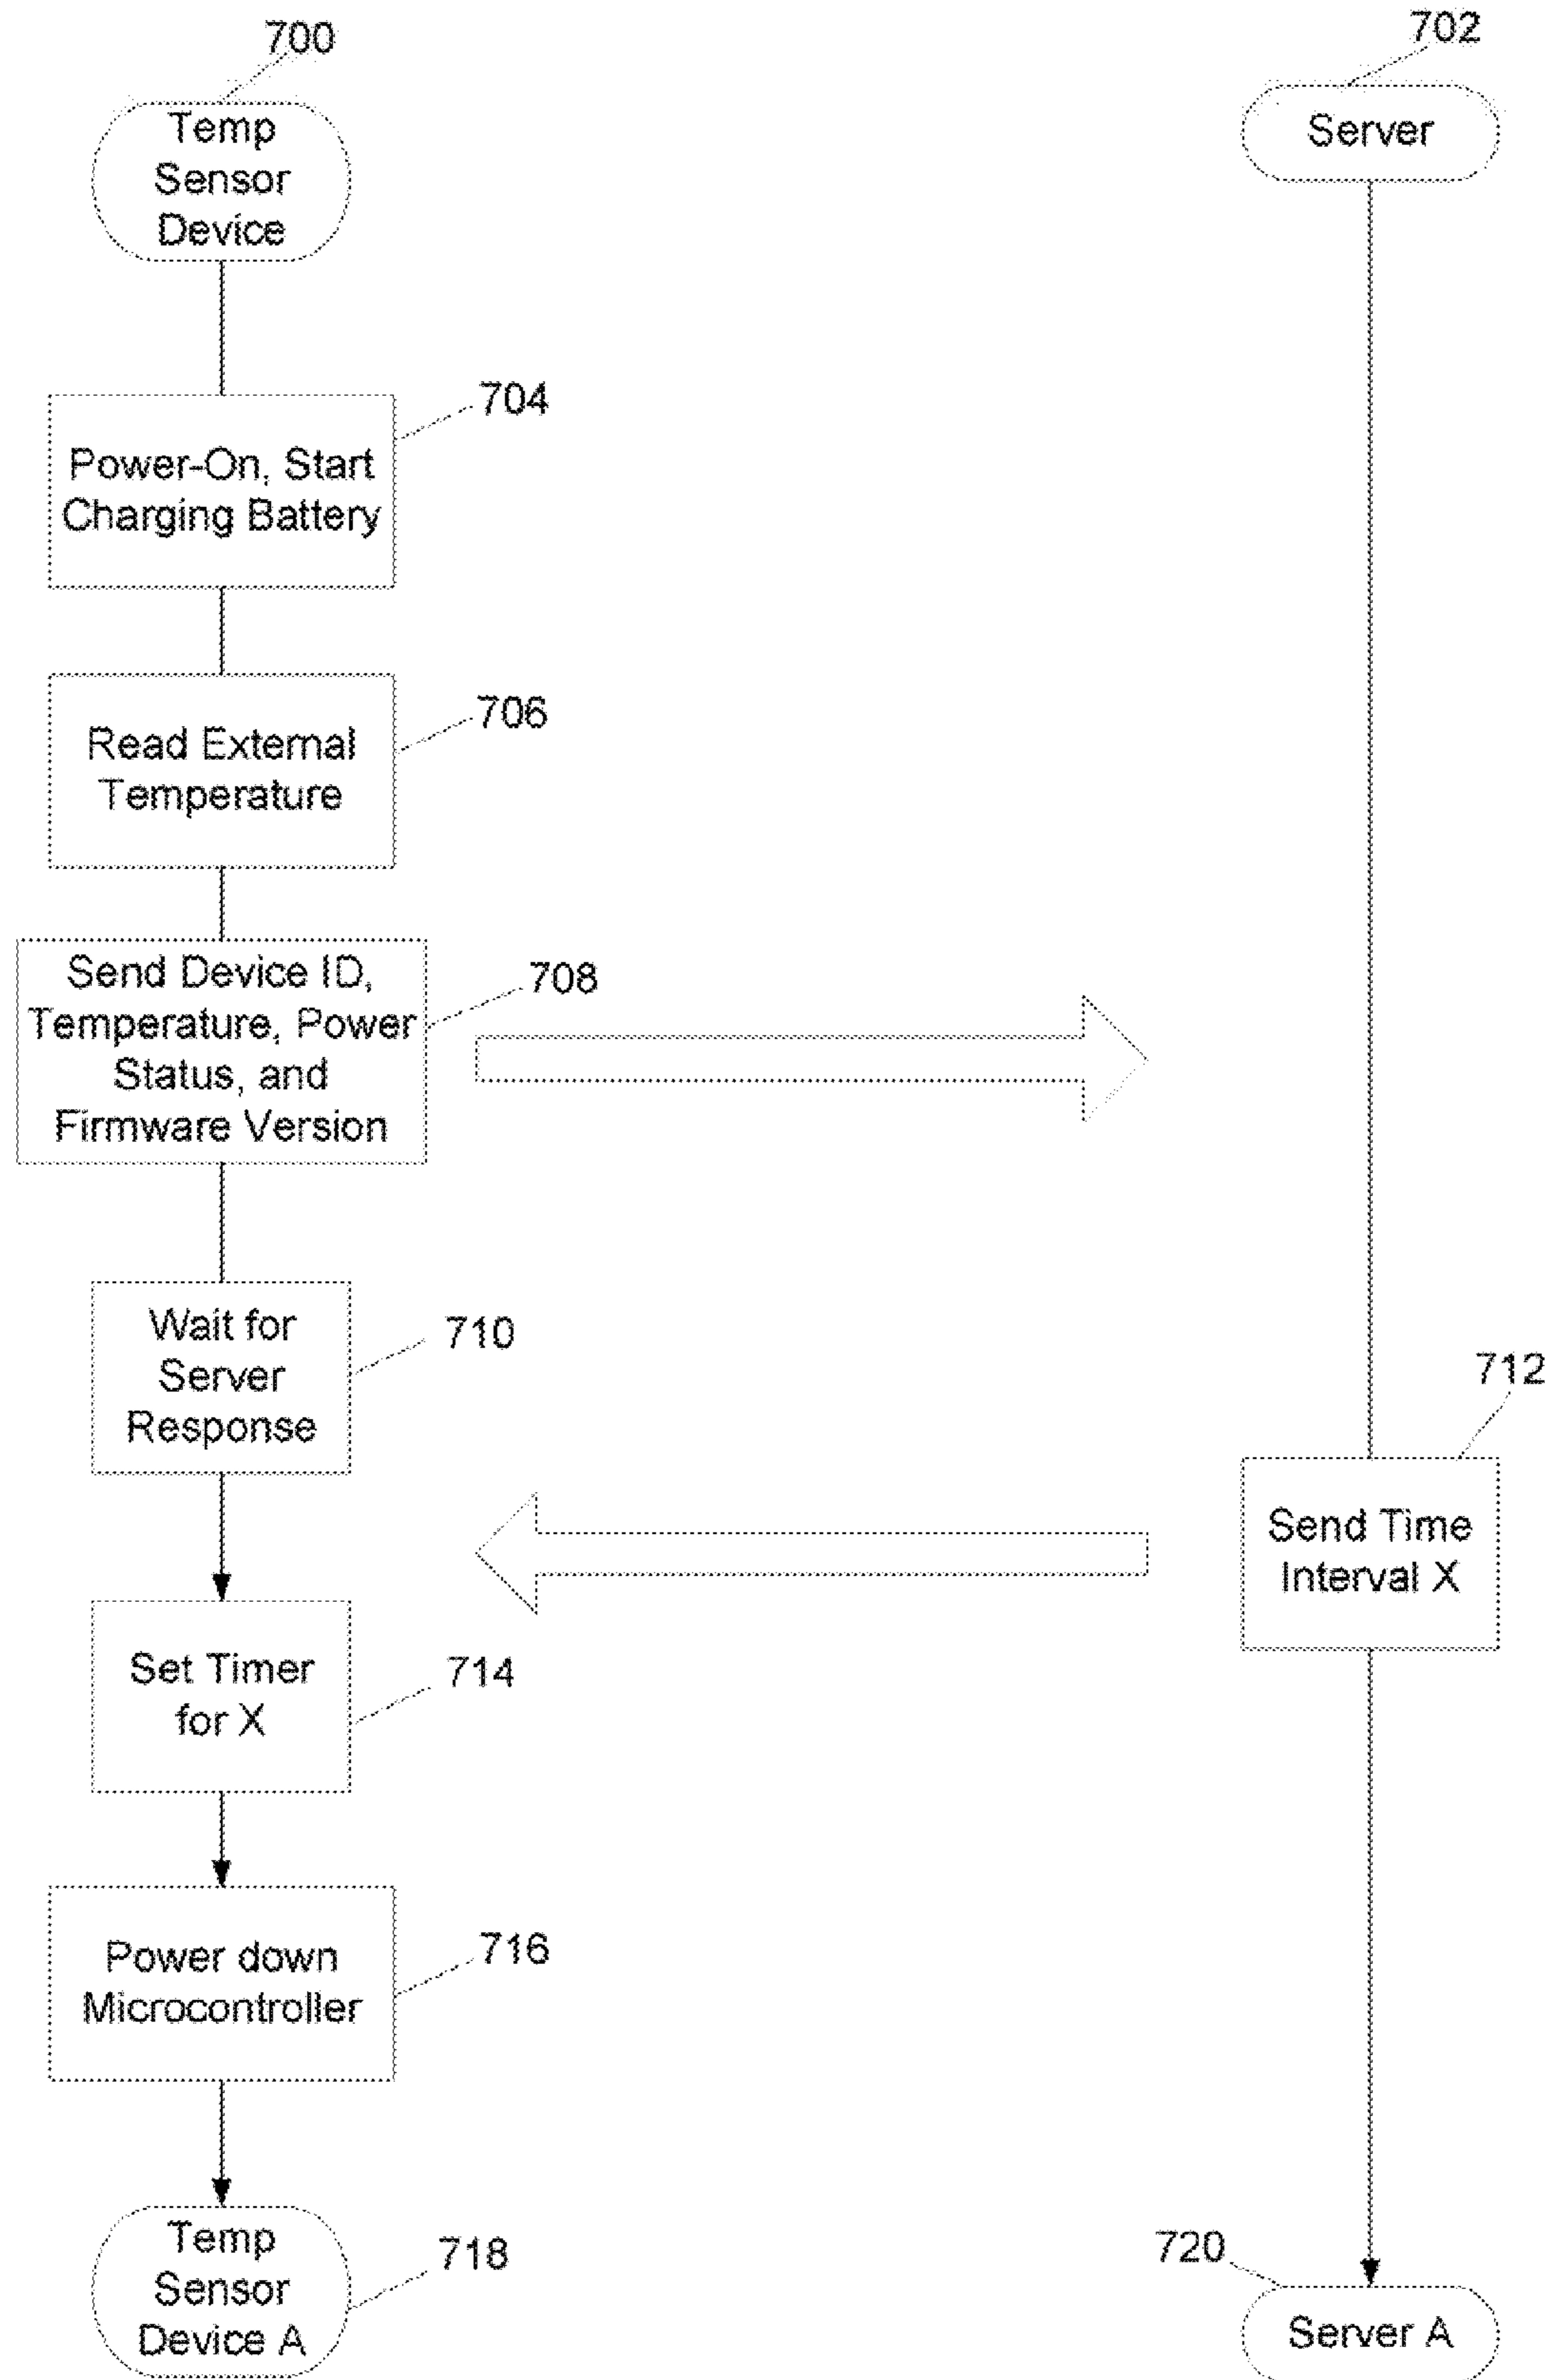 700
Temp
Sensor
Device
702
Server
704
Power-On, Start
Charging Battery
706
Read External
Temperature
708
Send Device ID,
Temperature, Power
Status, and
Firmware Version
710
Wait for
Server
Response
712
Send Time
Interval X
714
Set Timer
for X
716
Power down
Microcontroller
718
Temp
Sensor
Device A
720
Server A